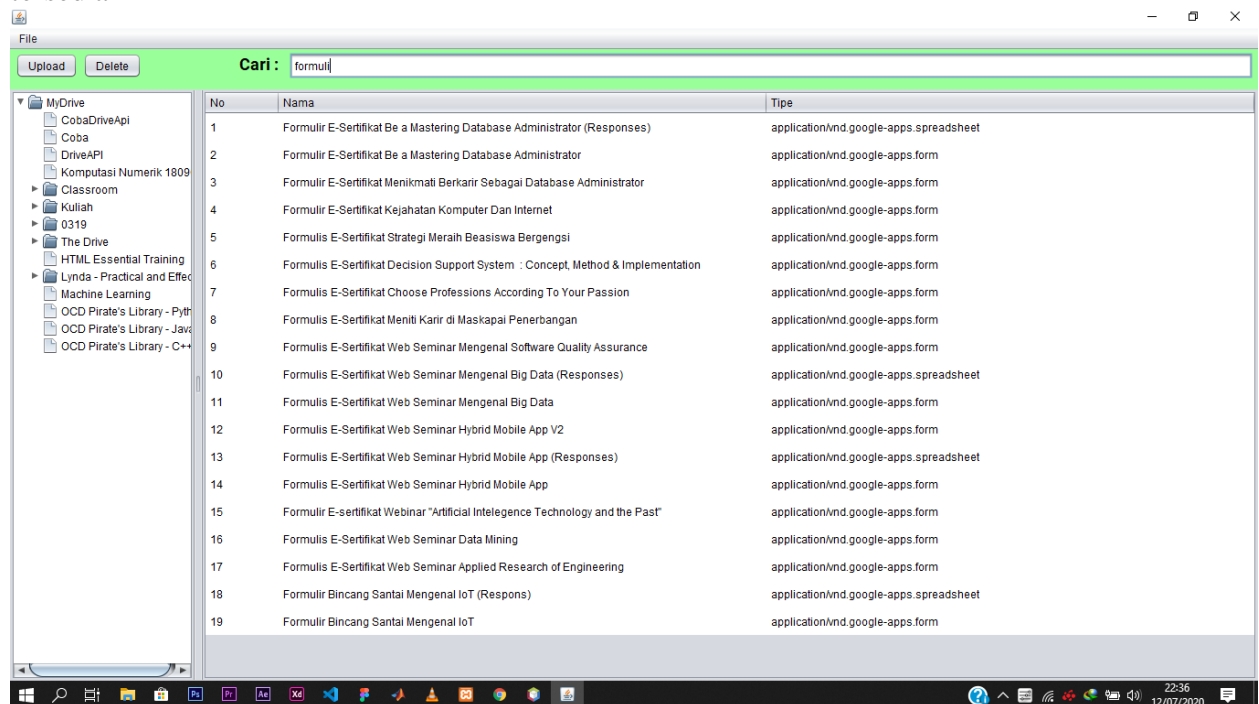 File
Upload Delete Cari : formuli
MyDrive
CobaDriveApi
Coba
DriveAPI
Komputasi Numerik 1809
Classroom
Kuliah
0319
The Drive
HTML Essential Training
Lynda - Practical and Effec
Machine Learning
OCD Pirate's Library - Pyth
OCD Pirate's Library - Java
OCD Pirate's Library - C++
No Nama Tipe
1 Formulir E-Sertifikat Be a Mastering Database Administrator (Responses) application/vnd.google-apps.spreadsheet
2 Formulir E-Sertifikat Be a Mastering Database Administrator application/vnd.google-apps.form
3 Formulir E-Sertifikat Menikmati Berkarir Sebagai Database Administrator application/vnd.google-apps.form
4 Formulir E-Sertifikat Kejahatan Komputer Dan Internet application/vnd.google-apps.form
5 Formulis E-Sertifikat Strategi Meraih Beasiswa Bergengsi application/vnd.google-apps.form
6 Formulis E-Sertifikat Decision Support System : Concept, Method & Implementation application/vnd.google-apps.form
7 Formulis E-Sertifikat Choose Professions According To Your Passion application/vnd.google-apps.form
8 Formulis E-Sertifikat Meniti Karir di Maskapai Penerbangan application/vnd.google-apps.form
9 Formulis E-Sertifikat Web Seminar Mengenal Software Quality Assurance application/vnd.google-apps.form
10 Formulis E-Sertifikat Web Seminar Mengenal Big Data (Responses) application/vnd.google-apps.spreadsheet
11 Formulis E-Sertifikat Web Seminar Mengenal Big Data application/vnd.google-apps.form
12 Formulis E-Sertifikat Web Seminar Hybrid Mobile App V2 application/vnd.google-apps.form
13 Formulis E-Sertifikat Web Seminar Hybrid Mobile App (Responses) application/vnd.google-apps.spreadsheet
14 Formulis E-Sertifikat Web Seminar Hybrid Mobile App application/vnd.google-apps.form
15 Formulir E-sertifikat Webinar "Artificial Intelegence Technology and the Past" application/vnd.google-apps.form
16 Formulis E-Sertifikat Web Seminar Data Mining application/vnd.google-apps.form
17 Formulis E-Sertifikat Web Seminar Applied Research of Engineering application/vnd.google-apps.form
18 Formulir Bincang Santai Mengenal IoT (Respons) application/vnd.google-apps.spreadsheet
19 Formulir Bincang Santai Mengenal IoT application/vnd.google-apps.form
Ps Pr Ae Xd
22:36
12/07/2020